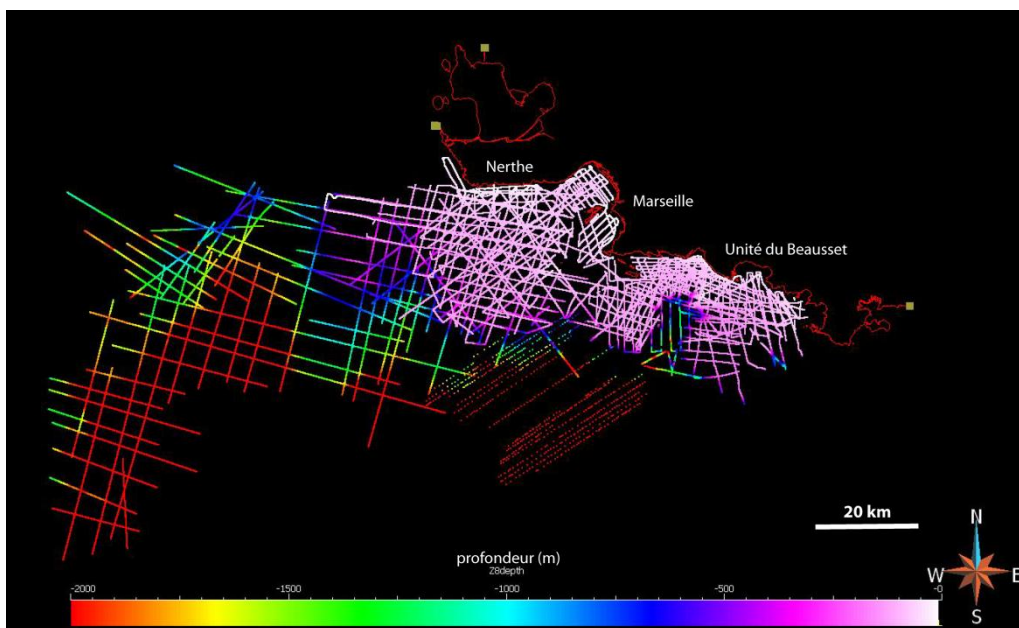 Nerthe
Marseille
Unité du Beausset
20 km
N
W E
S
profondeur (m)
Z8depth
-2000 -1500 -1000 -500 -0